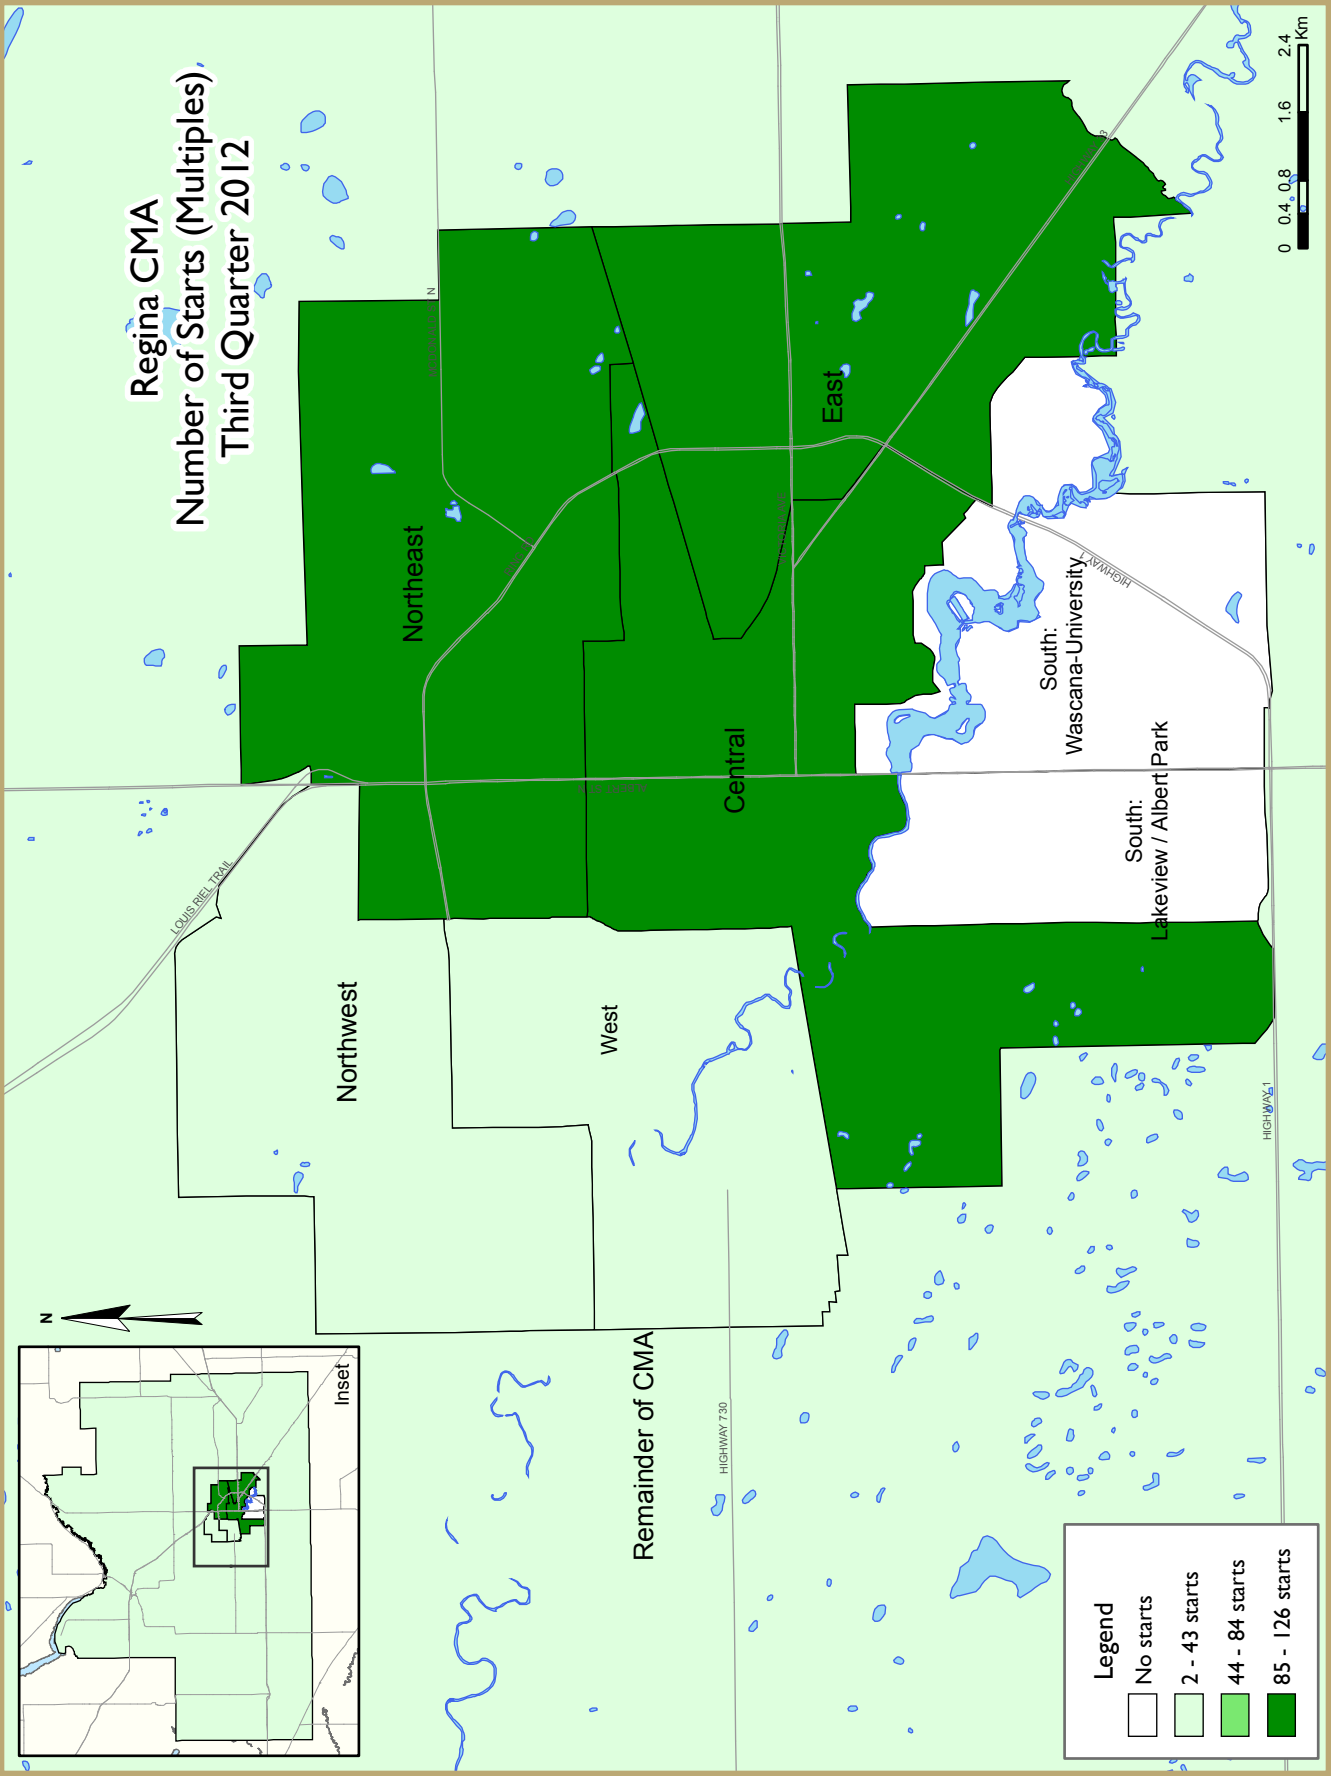 Regina CMA
Number of Starts (Multiples)
Third Quarter 2012
N
Inset
LOUIS RIEL TRAIL
Northwest
Northeast
West
Central
East
Remainder of CMA
HIGHWAY 730
South:
Wascana-University
South:
Lakeview / Albert Park
HIGHWAY 1
HIGHWAY 1
Legend
No starts
2 - 43 starts
44 - 84 starts
85 - 126 starts
0 0.4 0.8 1.6 2.4
Km